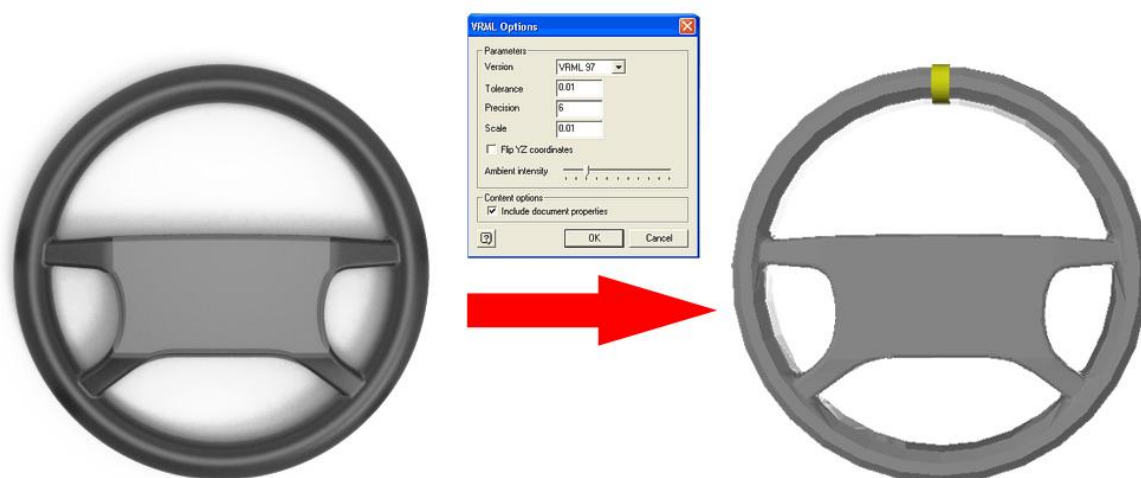 VRML Options
Parameters
Version VRML 97
Tolerance 0.01
Precision 6
Scale 0.01
Flip YZ coordinates
Ambient intensity
Content options
Include document properties
? OK Cancel